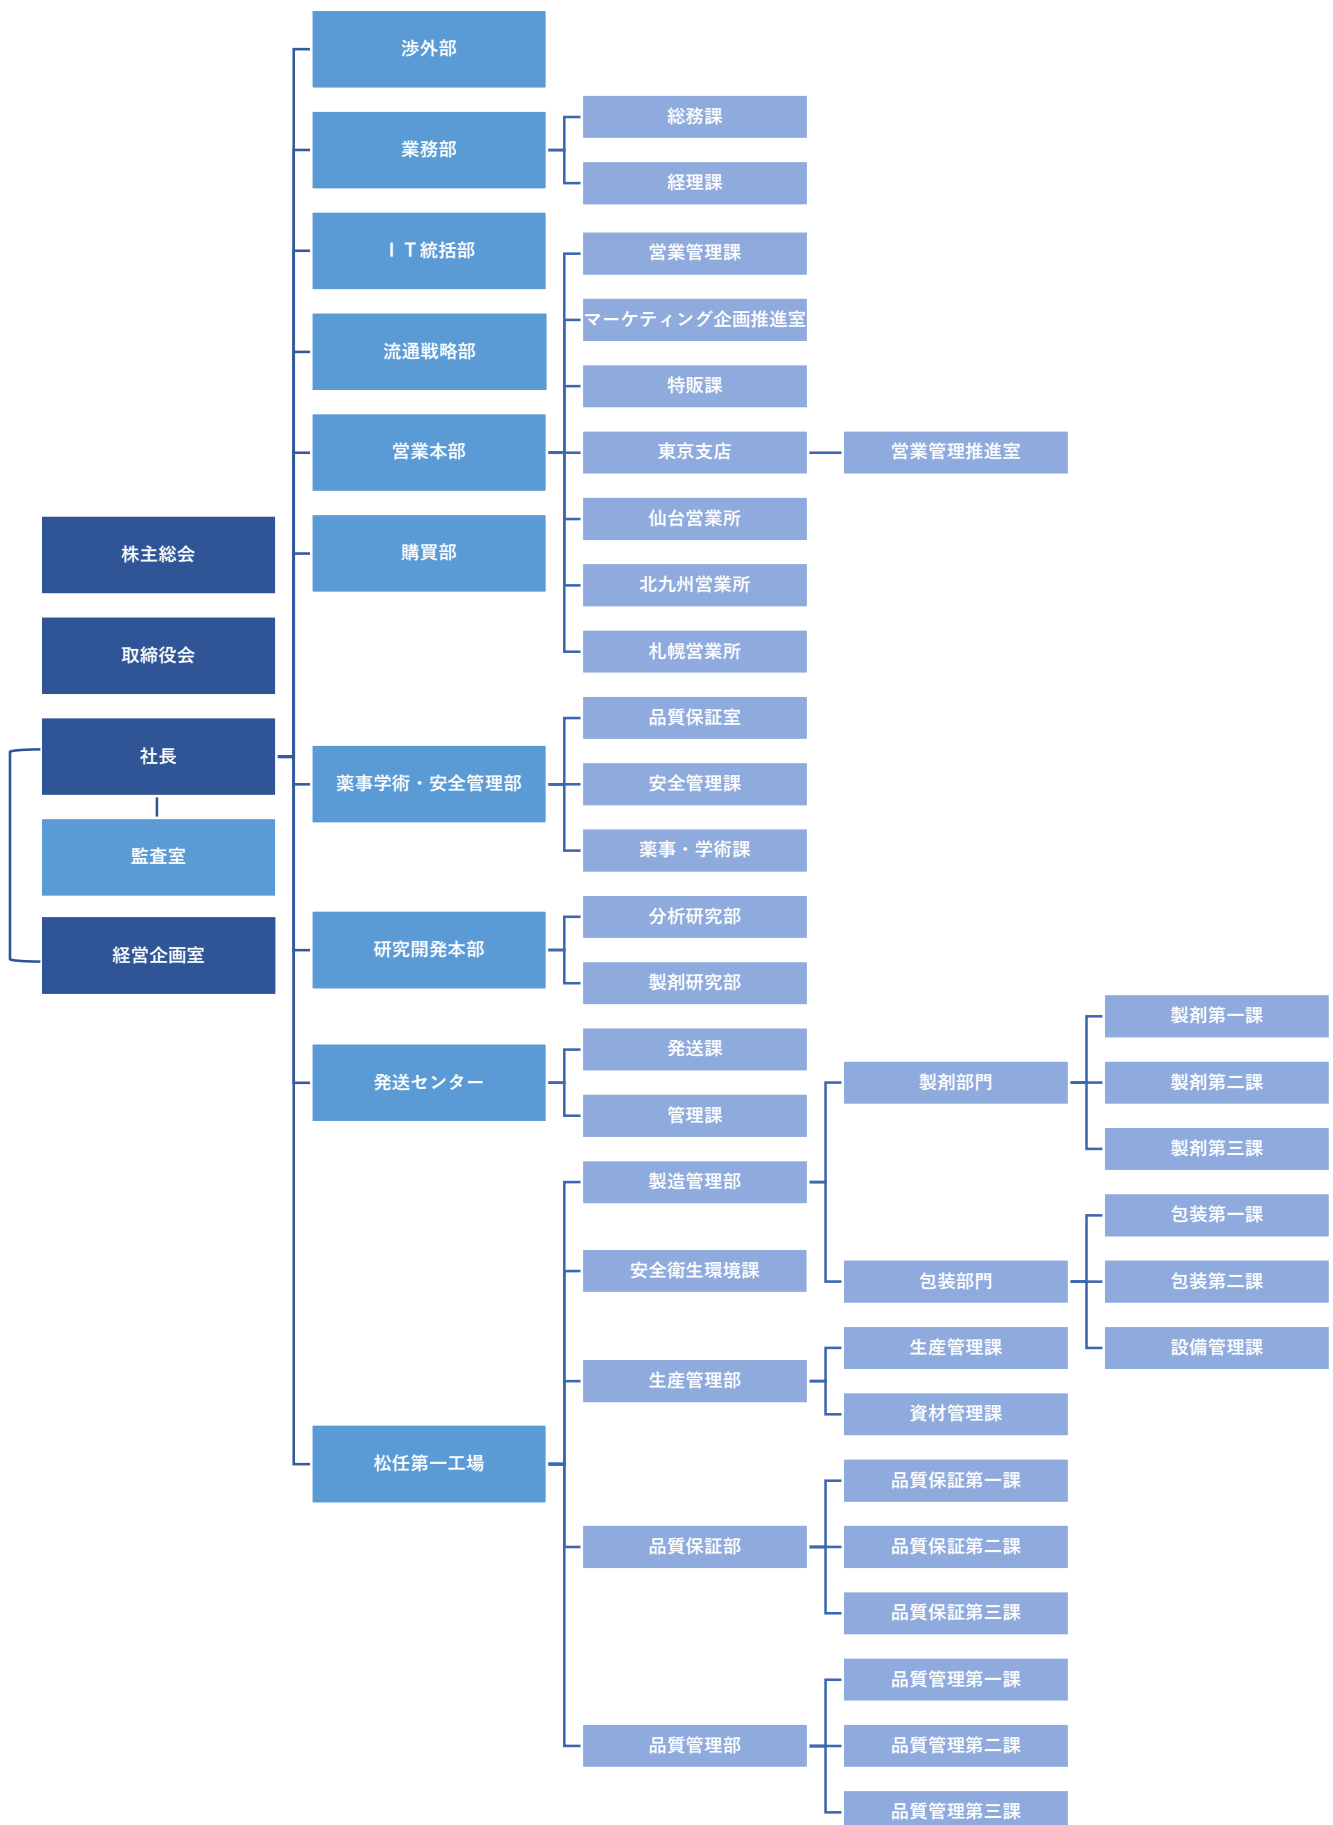 株主総会
取締役会
社長
監査室
経営企画室
渉外部
業務部
総務課
経理課
ＩＴ統括部
流通戦略部
営業本部
営業管理課
マーケティング企画推進室
特販課
東京支店
営業管理推進室
仙台営業所
北九州営業所
札幌営業所
購買部
薬事学術・安全管理部
品質保証室
安全管理課
薬事・学術課
研究開発本部
分析研究部
製剤研究部
発送センター
発送課
管理課
松任第一工場
製造管理部
製剤部門
製剤第一課
製剤第二課
製剤第三課
包装部門
包装第一課
包装第二課
設備管理課
安全衛生環境課
生産管理部
生産管理課
資材管理課
品質保証部
品質保証第一課
品質保証第二課
品質保証第三課
品質管理部
品質管理第一課
品質管理第二課
品質管理第三課